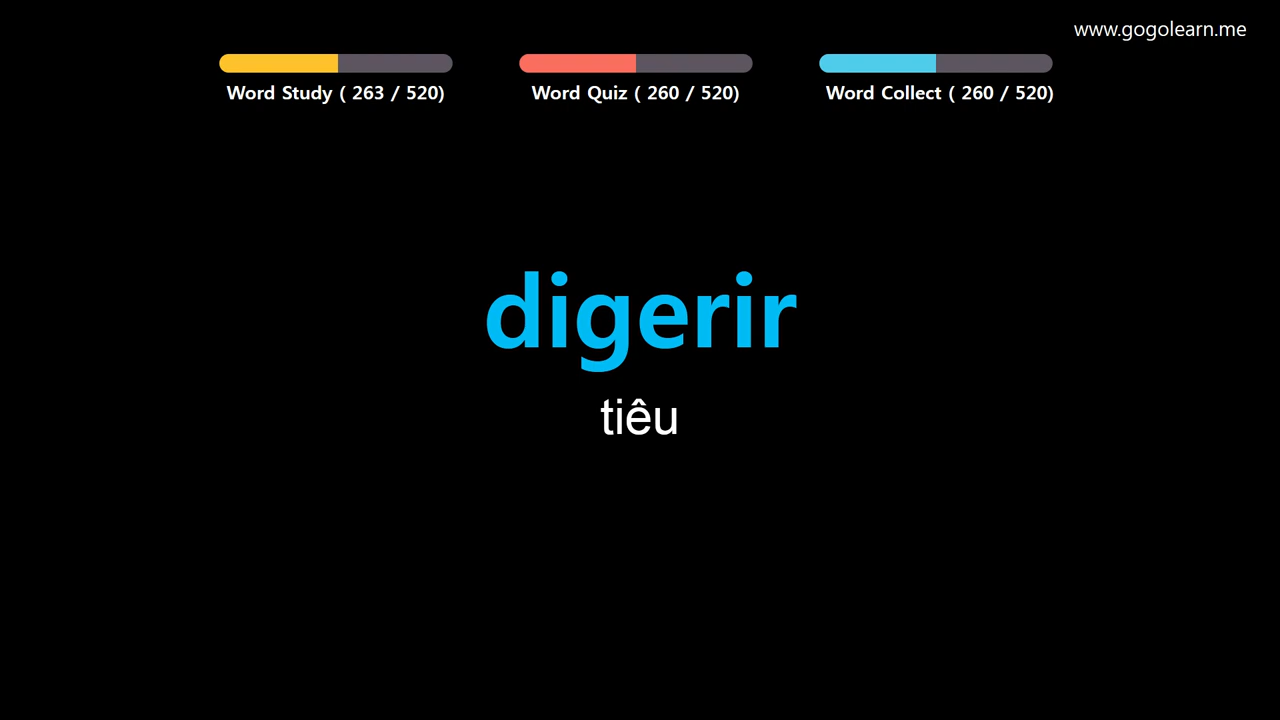 www.gogolearn.me
Word Study ( 263 / 520)
Word Quiz ( 260 / 520)
Word Collect ( 260 / 520)
digerir
tiêu